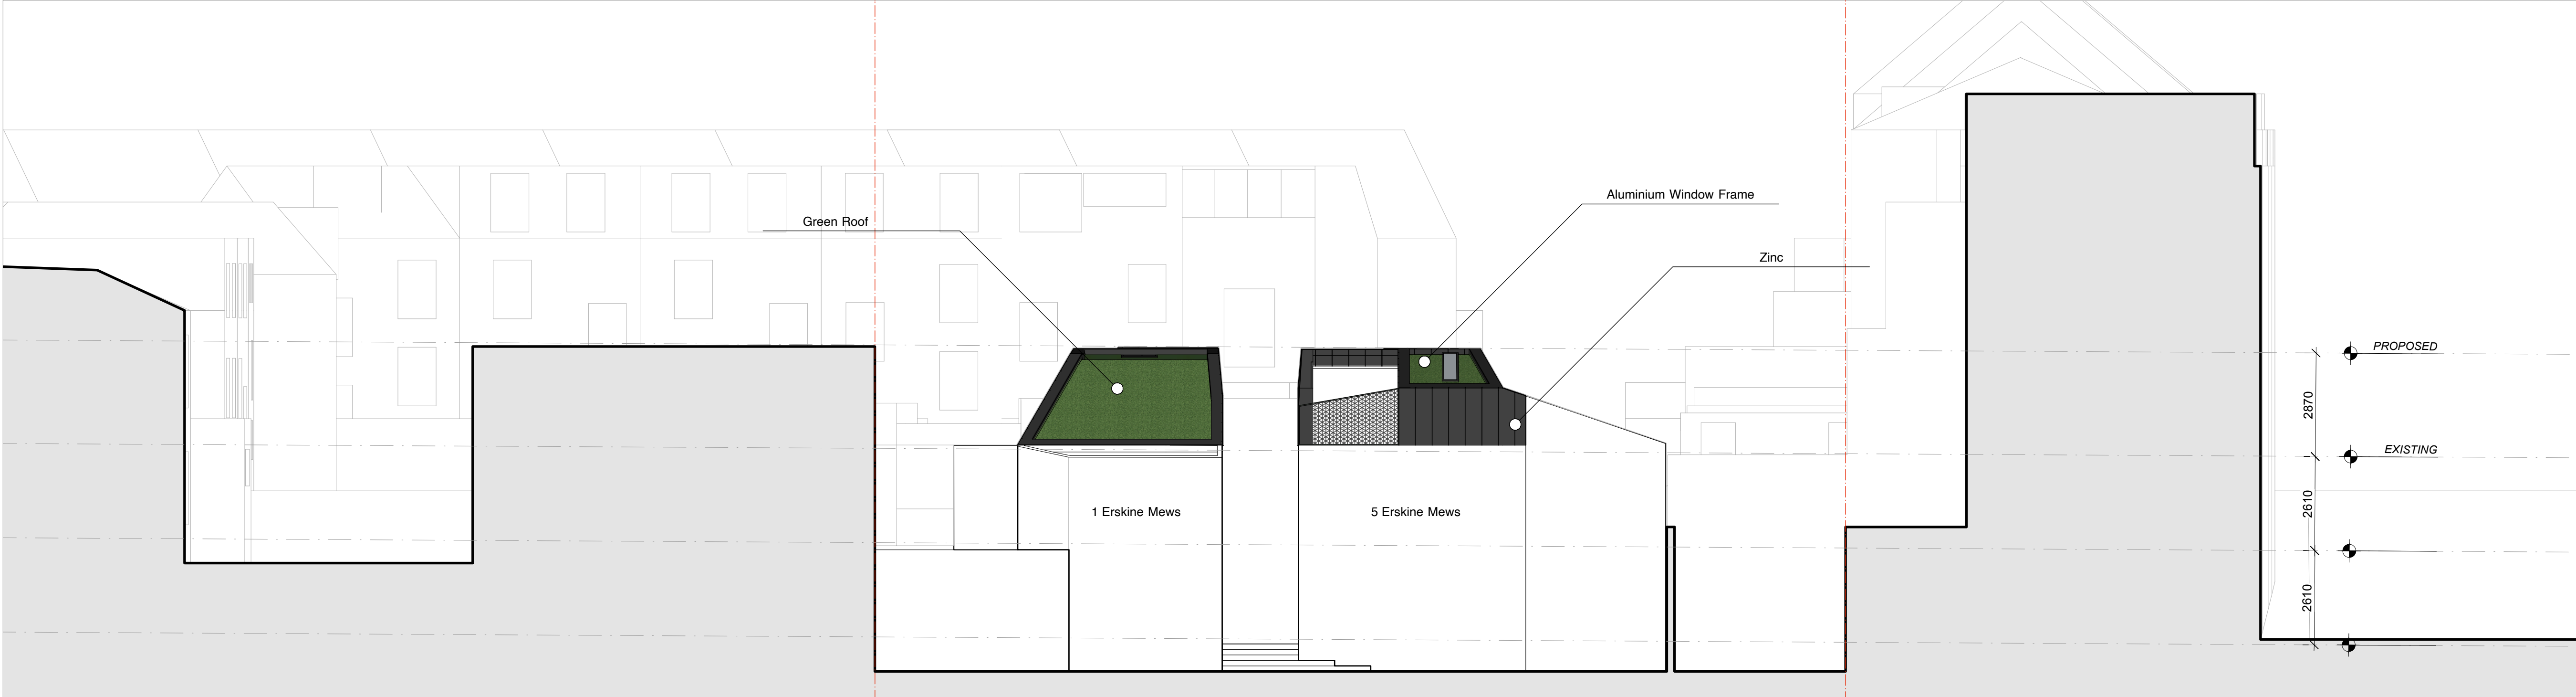 Aluminium Window Frame
Green Roof
Zinc
PROPOSED
2870
EXISTING
2610
1 Erskine Mews
5 Erskine Mews
2610